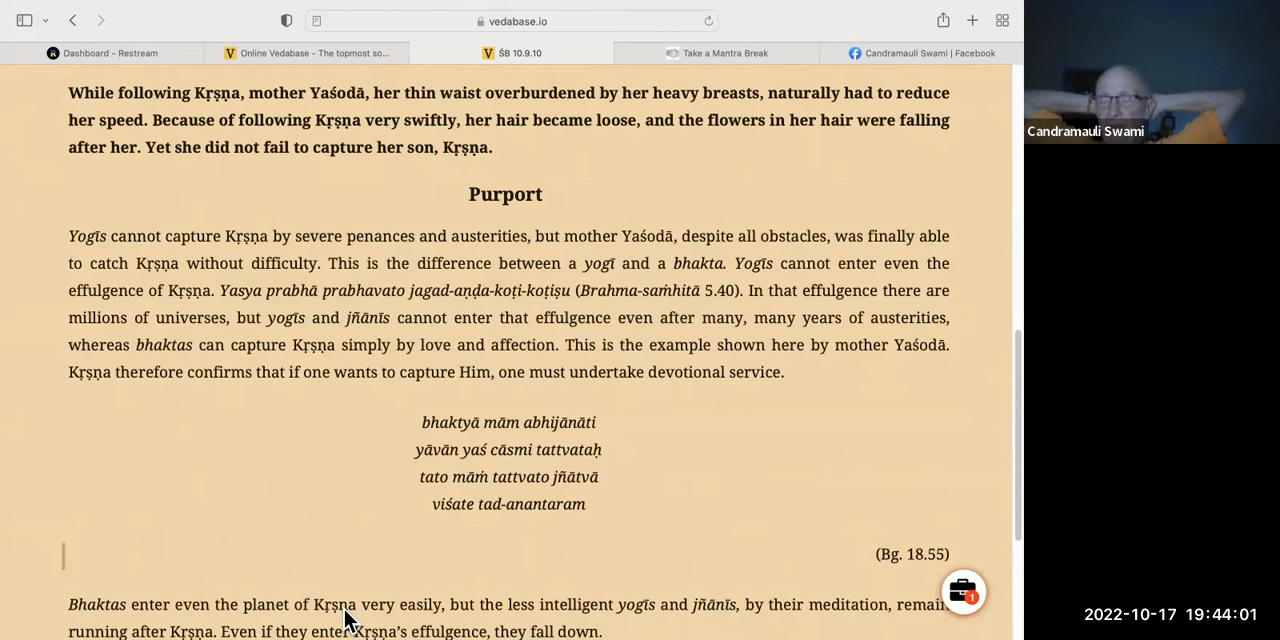 vedabase.io
Dashboard - Restream
Online Vedabase - The topmost so...
ŚB 10.9.10
Take a Mantra Break
Candramauli Swami | Facebook
While following Kṛṣṇa, mother Yaśodā, her thin waist overburdened by her heavy breasts, naturally had to reduce
her speed. Because of following Kṛṣṇa very swiftly, her hair became loose, and the flowers in her hair were falling
after her. Yet she did not fail to capture her son, Kṛṣṇa.
Purport
Yogīs cannot capture Kṛṣṇa by severe penances and austerities, but mother Yaśodā, despite all obstacles, was finally able
to catch Kṛṣṇa without difficulty. This is the difference between a yogī and a bhakta. Yogīs cannot enter even the
effulgence of Kṛṣṇa. Yasya prabhā prabhavato jagad-aṇḍa-koṭi-koṭiṣu (Brahma-saṁhitā 5.40). In that effulgence there are
millions of universes, but yogīs and jñānīs cannot enter that effulgence even after many, many years of austerities,
whereas bhaktas can capture Kṛṣṇa simply by love and affection. This is the example shown here by mother Yaśodā.
Kṛṣṇa therefore confirms that if one wants to capture Him, one must undertake devotional service.
bhaktyā mām abhijānāti
yāvān yaś cāsmi tattvataḥ
tato māṁ tattvato jñātvā
viśate tad-anantaram
(Bg. 18.55)
Bhaktas enter even the planet of Kṛṣṇa very easily, but the less intelligent yogīs and jñānīs, by their meditation, remain
running after Kṛṣṇa. Even if they enter Kṛṣṇa's effulgence, they fall down.
1
Candramauli Swami
2022-10-17 19:44:01